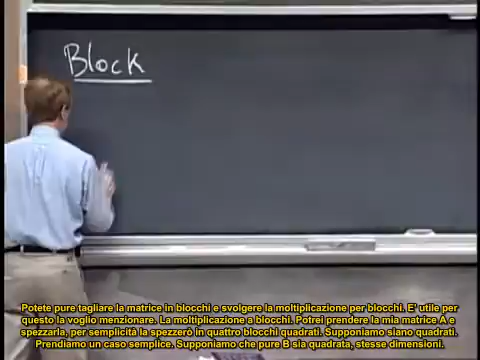 Block
Potete pure tagliare la matrice in blocchi e svolgere la moltiplicazione per blocchi. E' utile per
questo la voglio menzionare. La moltiplicazione a blocchi. Potrei prendere la mia matrice A e
spezzarla, per semplicità la spezzerò in quattro blocchi quadrati. Supponiamo siano quadrati.
Prendiamo un caso semplice. Supponiamo che pure B sia quadrata, stesse dimensioni.